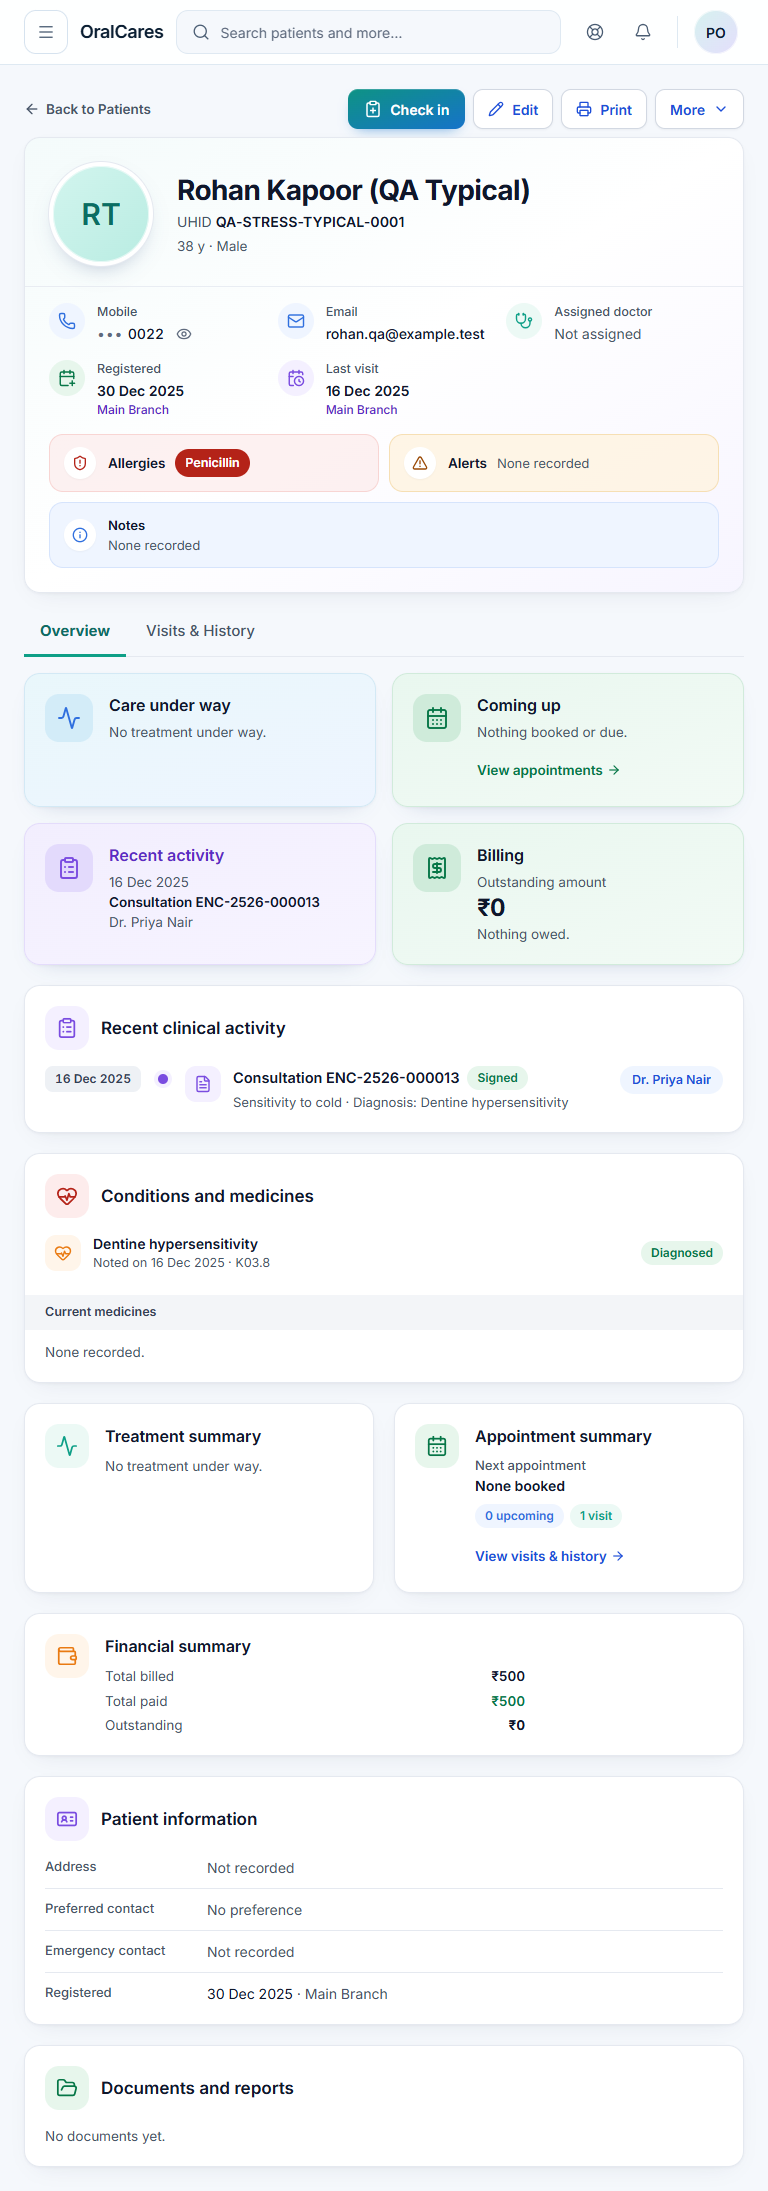 OralCares
Search patients and more...
PO
Back to Patients
Check in
Edit
Print
More
RT
Rohan Kapoor (QA Typical)
UHID QA-STRESS-TYPICAL-0001
38 y · Male
Mobile
••• 0022
Email
rohan.qa@example.test
Assigned doctor
Not assigned
Registered
30 Dec 2025
Main Branch
Last visit
16 Dec 2025
Main Branch
Allergies Penicillin
Alerts None recorded
Notes
None recorded
Overview
Visits & History
Care under way
No treatment under way.
Coming up
Nothing booked or due.
View appointments →
Recent activity
16 Dec 2025
Consultation ENC-2526-000013
Dr. Priya Nair
Billing
Outstanding amount
₹0
Nothing owed.
Recent clinical activity
16 Dec 2025
Consultation ENC-2526-000013 Signed
Dr. Priya Nair
Sensitivity to cold · Diagnosis: Dentine hypersensitivity
Conditions and medicines
Dentine hypersensitivity
Noted on 16 Dec 2025 · K03.8
Diagnosed
Current medicines
None recorded.
Treatment summary
No treatment under way.
Appointment summary
Next appointment
None booked
0 upcoming 1 visit
View visits & history →
Financial summary
Total billed ₹500
Total paid ₹500
Outstanding ₹0
Patient information
Address Not recorded
Preferred contact No preference
Emergency contact Not recorded
Registered 30 Dec 2025 · Main Branch
Documents and reports
No documents yet.